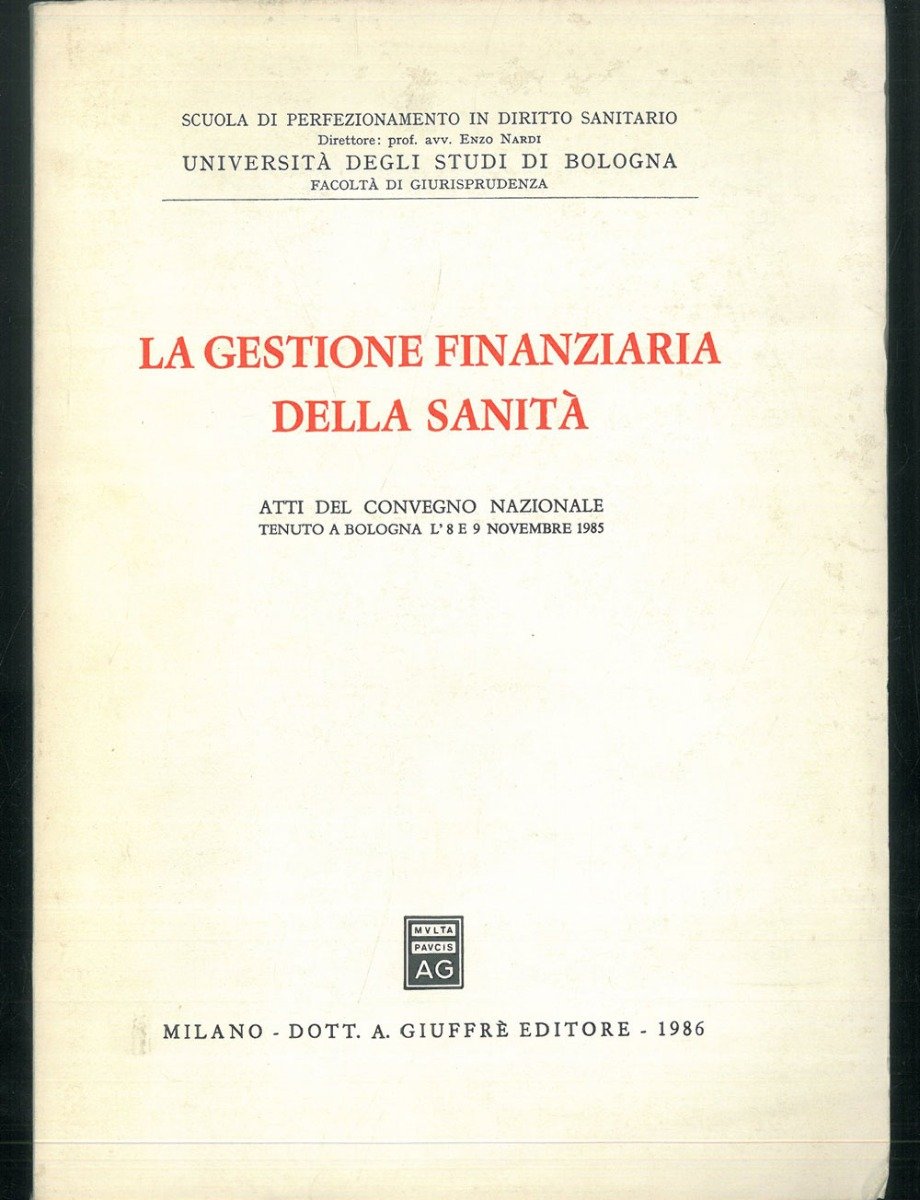 SCUOLA DI PERFEZIONAMENTO IN DIRITTO SANITARIO
Direttore: prof. avv. ENZO NARDI
UNIVERSITÀ DEGLI STUDI DI BOLOGNA
FACOLTÀ DI GIURISPRUDENZA
LA GESTIONE FINANZIARIA
DELLA SANITÀ
ATTI DEL CONVEGNO NAZIONALE
TENUTO A BOLOGNA L'8 E 9 NOVEMBRE 1985
MVLTA
PAVCIS
AG
MILANO - DOTT. A. GIUFFRÈ EDITORE - 1986